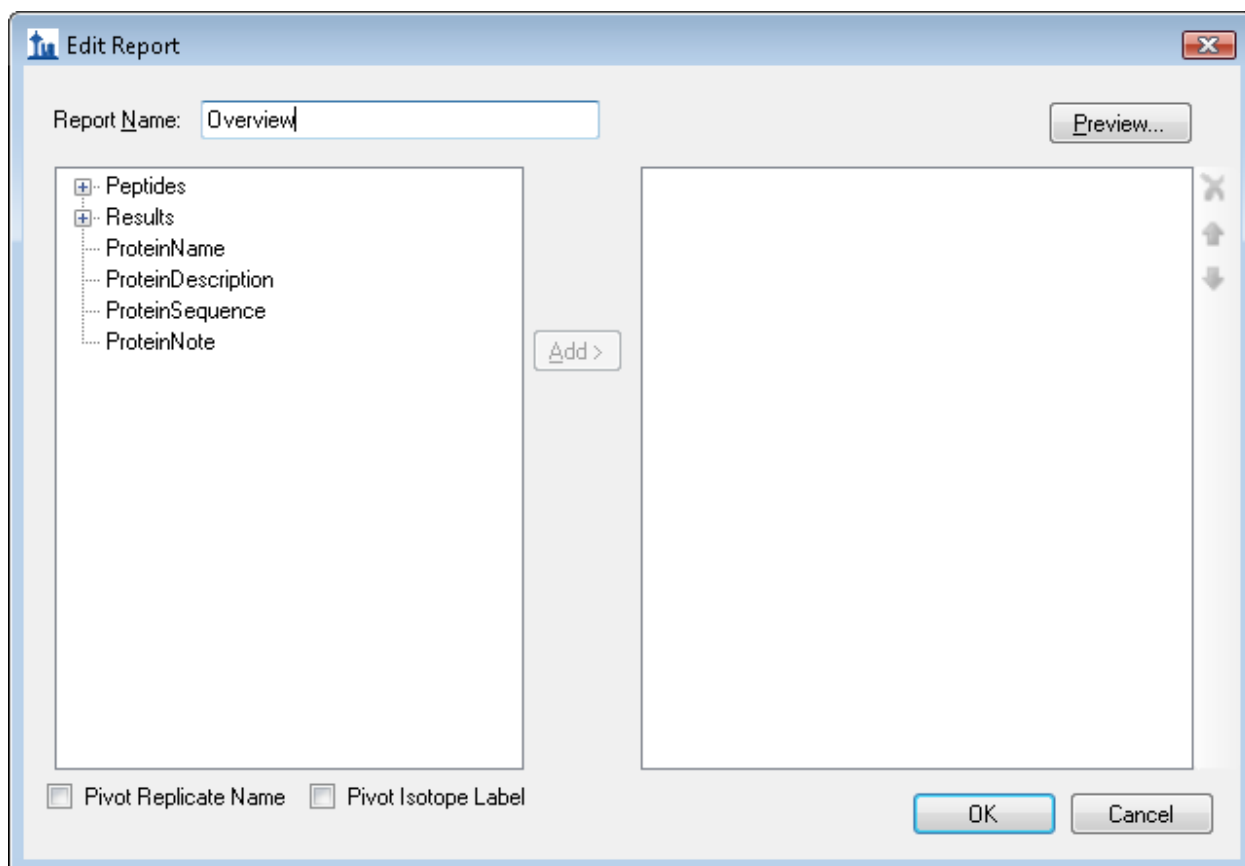 Edit Report
Report Name: Overview Preview...
Peptides
Results
ProteinName
ProteinDescription
ProteinSequence
ProteinNote
Add >
Pivot Replicate Name Pivot Isotope Label
OK Cancel